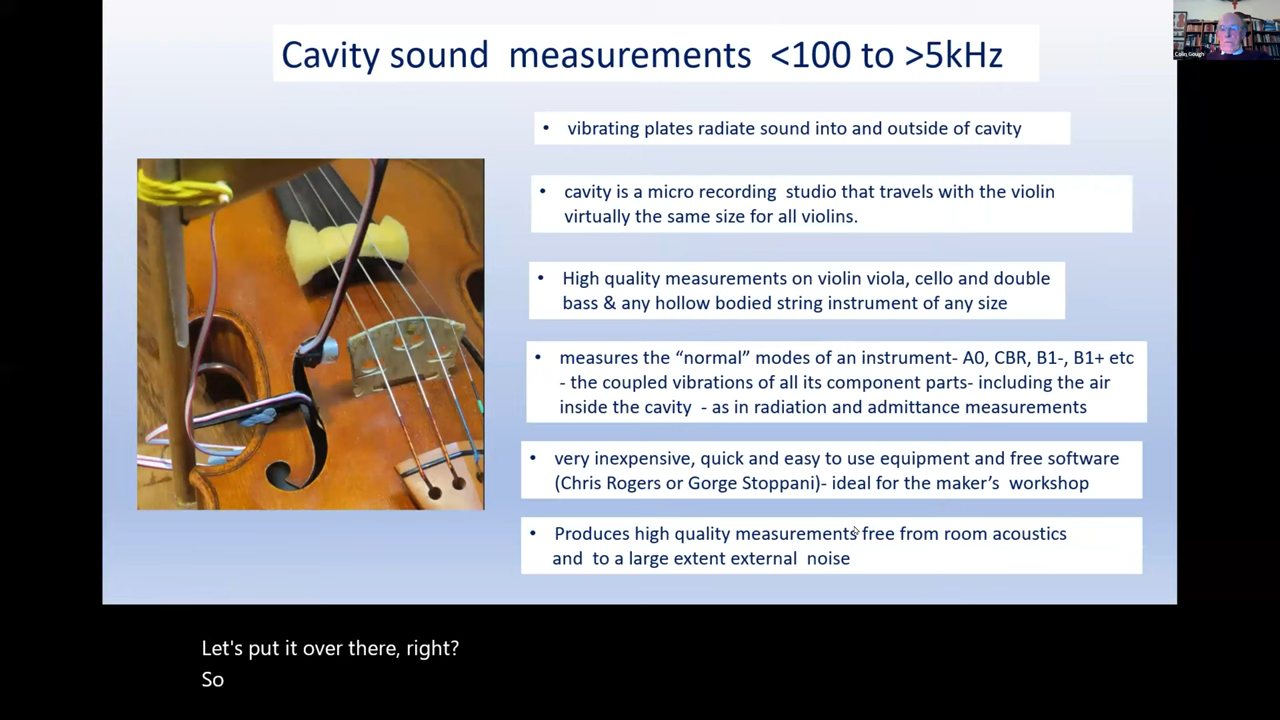 Cavity sound measurements <100 to >5kHz
Colin Gough
• vibrating plates radiate sound into and outside of cavity
• cavity is a micro recording studio that travels with the violin
virtually the same size for all violins.
• High quality measurements on violin viola, cello and double
bass & any hollow bodied string instrument of any size
• measures the “normal” modes of an instrument- A0, CBR, B1-, B1+ etc
- the coupled vibrations of all its component parts- including the air
inside the cavity - as in radiation and admittance measurements
• very inexpensive, quick and easy to use equipment and free software
(Chris Rogers or Gorge Stoppani)- ideal for the maker’s workshop
• Produces high quality measurements free from room acoustics
and to a large extent external noise
Let's put it over there, right?
So